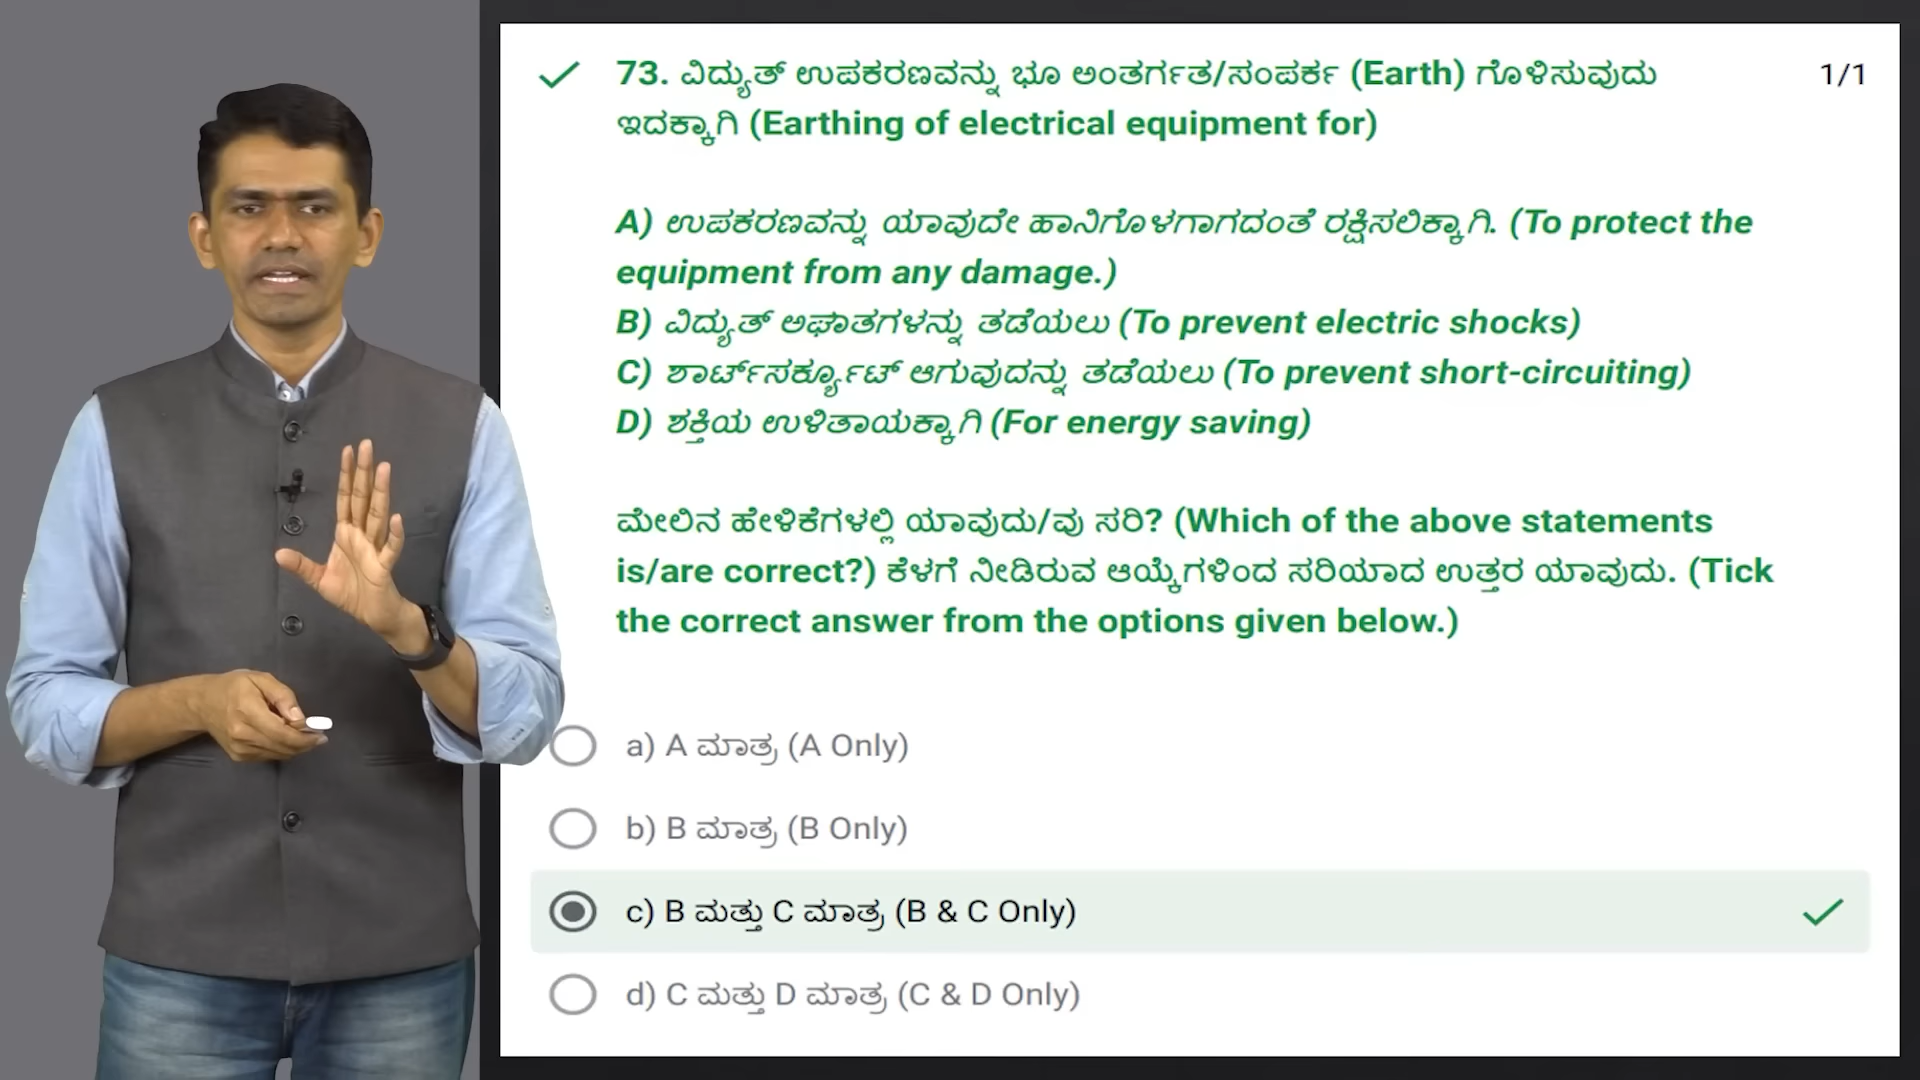 73. ವಿದ್ಯುತ್ ಉಪಕರಣವನ್ನು ಭೂ ಅಂತರ್ಗತ/ಸಂಪರ್ಕ (Earth) ಗೊಳಿಸುವುದು 1/1
ಇದಕ್ಕಾಗಿ (Earthing of electrical equipment for)
A) ಉಪಕರಣವನ್ನು ಯಾವುದೇ ಹಾನಿಗೊಳಗಾಗದಂತೆ ರಕ್ಷಿಸಲಿಕ್ಕಾಗಿ. (To protect the
equipment from any damage.)
B) ವಿದ್ಯುತ್ ಅಘಾತಗಳನ್ನು ತಡೆಯಲು (To prevent electric shocks)
C) ಶಾರ್ಟ್‌ಸರ್ಕ್ಯೂಟ್ ಆಗುವುದನ್ನು ತಡೆಯಲು (To prevent short-circuiting)
D) ಶಕ್ತಿಯ ಉಳಿತಾಯಕ್ಕಾಗಿ (For energy saving)
ಮೇಲಿನ ಹೇಳಿಕೆಗಳಲ್ಲಿ ಯಾವುದು/ವು ಸರಿ? (Which of the above statements
is/are correct?) ಕೆಳಗೆ ನೀಡಿರುವ ಆಯ್ಕೆಗಳಿಂದ ಸರಿಯಾದ ಉತ್ತರ ಯಾವುದು. (Tick
the correct answer from the options given below.)
a) A ಮಾತ್ರ (A Only)
b) B ಮಾತ್ರ (B Only)
c) B ಮತ್ತು C ಮಾತ್ರ (B & C Only)
d) C ಮತ್ತು D ಮಾತ್ರ (C & D Only)